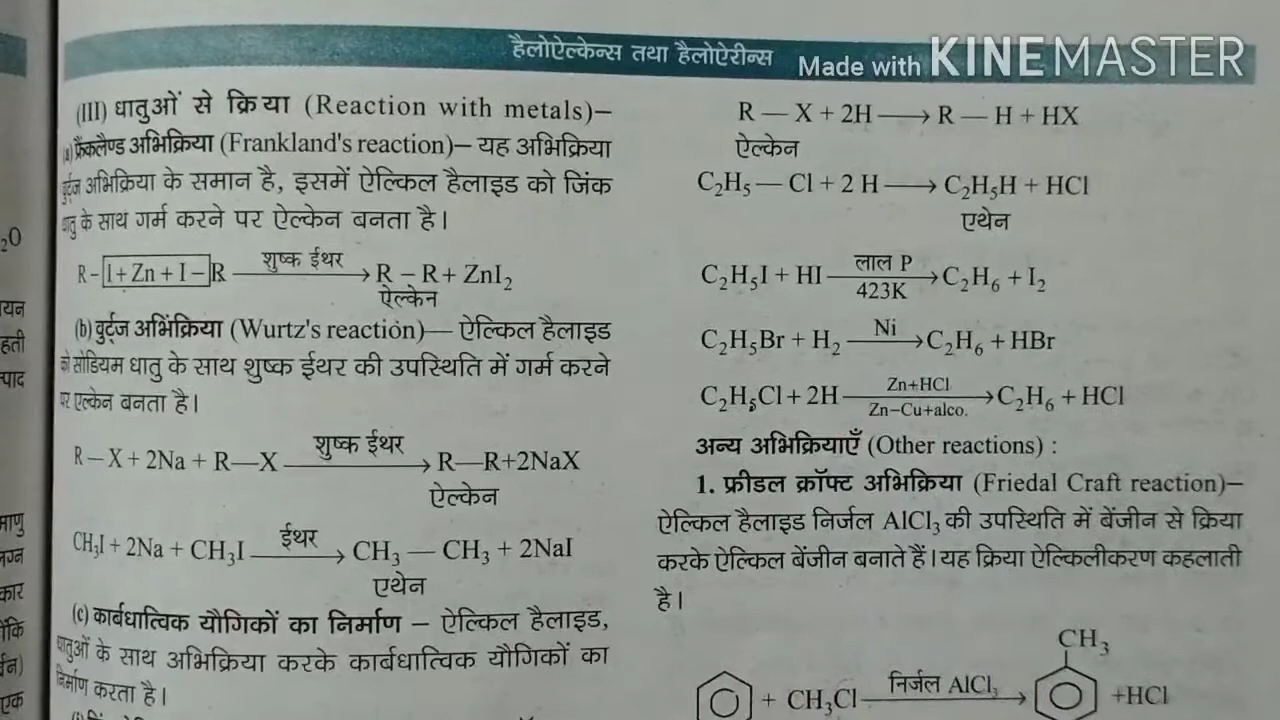 हैलोऐल्केन्स तथा हैलोऐरीन्स
Made with KINEMASTER
(III) धातुओं से क्रिया (Reaction with metals)–
(a) फ्रैंकलैण्ड अभिक्रिया (Frankland's reaction)– यह अभिक्रिया
वुर्ट्ज अभिक्रिया के समान है, इसमें ऐल्किल हैलाइड को जिंक
धातु के साथ गर्म करने पर ऐल्केन बनता है।
R – I + Zn + I – R शुष्क ईथर → R – R + ZnI₂
ऐल्केन
(b) वुर्ट्ज अभिंक्रिया (Wurtz's reaction)— ऐल्किल हैलाइड
को सोडियम धातु के साथ शुष्क ईथर की उपस्थिति में गर्म करने
पर एल्केन बनता है।
R — X + 2Na + R — X शुष्क ईथर → R — R+2NaX
ऐल्केन
CH₃I + 2Na + CH₃I ईथर → CH₃ — CH₃ + 2NaI
एथेन
(c) कार्बधात्विक यौगिकों का निर्माण – ऐल्किल हैलाइड,
धातुओं के साथ अभिक्रिया करके कार्बधात्विक यौगिकों का
निर्माण करता है।
R — X + 2H → R — H + HX
ऐल्केन
C₂H₅ — Cl + 2 H → C₂H₅H + HCl
एथेन
C₂H₅I + HI लाल P 423K → C₂H₆ + I₂
C₂H₅Br + H₂ Ni → C₂H₆ + HBr
C₂H₅Cl + 2H Zn+HCl Zn–Cu+alco. → C₂H₆ + HCl
अन्य अभिक्रियाएँ (Other reactions) :
1. फ्रीडल क्रॉफ्ट अभिक्रिया (Friedal Craft reaction)–
ऐल्किल हैलाइड निर्जल AlCl₃ की उपस्थिति में बेंजीन से क्रिया
करके ऐल्किल बेंजीन बनाते हैं। यह क्रिया ऐल्किलीकरण कहलाती
है।
CH₃
+ CH₃Cl निर्जल AlCl₃ → +HCl
₂O
यन
हती
पाद
माणु
कार
एक